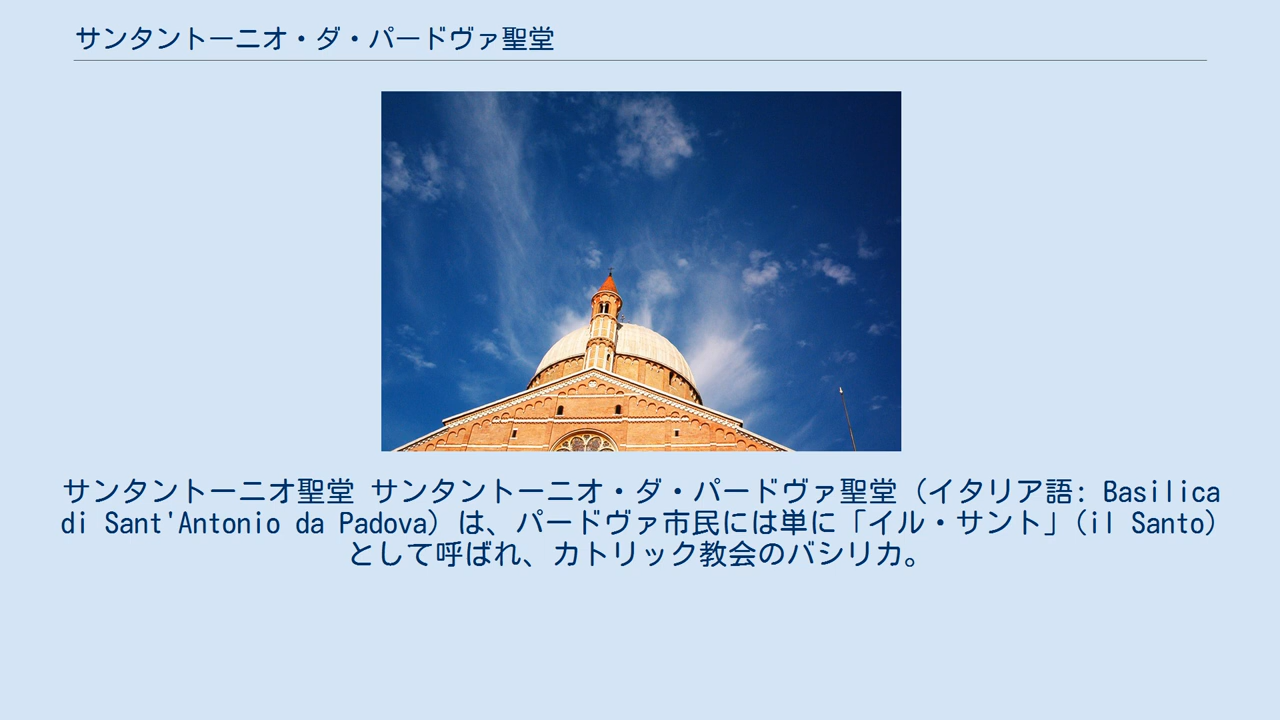 サンタントーニオ・ダ・パードヴァ聖堂
サンタントーニオ聖堂 サンタントーニオ・ダ・パードヴァ聖堂（イタリア語: Basilica
di Sant'Antonio da Padova）は、パードヴァ市民には単に「イル・サント」（il Santo）
として呼ばれ、カトリック教会のバシリカ。